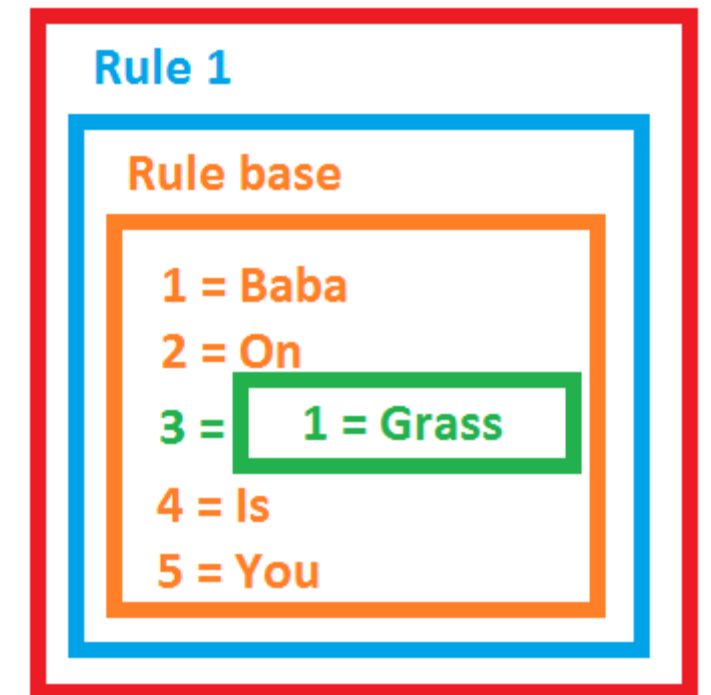 Rule 1
Rule base
1 = Baba
2 = On
3 = 1 = Grass
4 = Is
5 = You